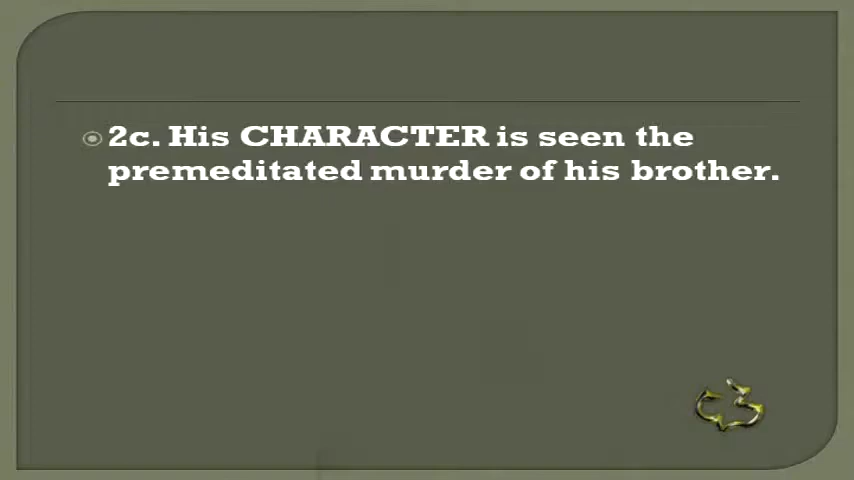 2c. His CHARACTER is seen the
premeditated murder of his brother.